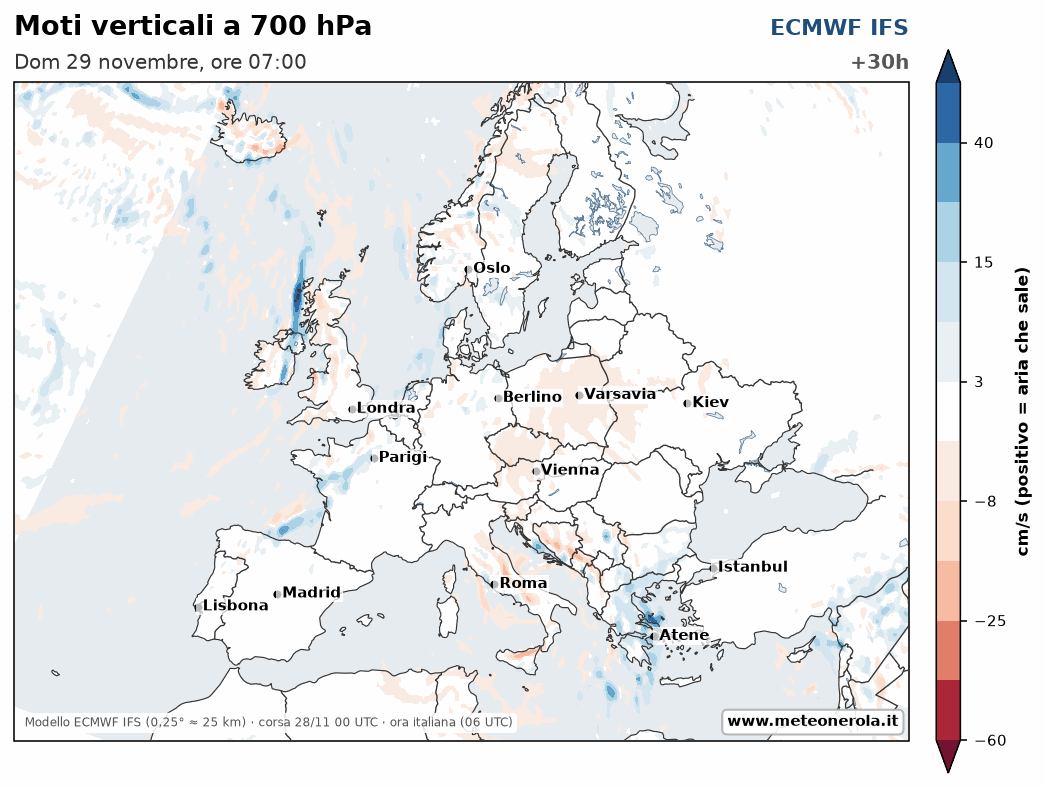 Moti verticali a 700 hPa
ECMWF IFS
Dom 29 novembre, ore 07:00
+30h
40
15
3
−8
−25
−60
cm/s (positivo = aria che sale)
Oslo
Londra
Berlino
Varsavia
Kiev
Parigi
Vienna
Istanbul
Roma
Madrid
Lisbona
Atene
Modello ECMWF IFS (0,25° ≈ 25 km) · corsa 28/11 00 UTC · ora italiana (06 UTC)
www.meteonerola.it